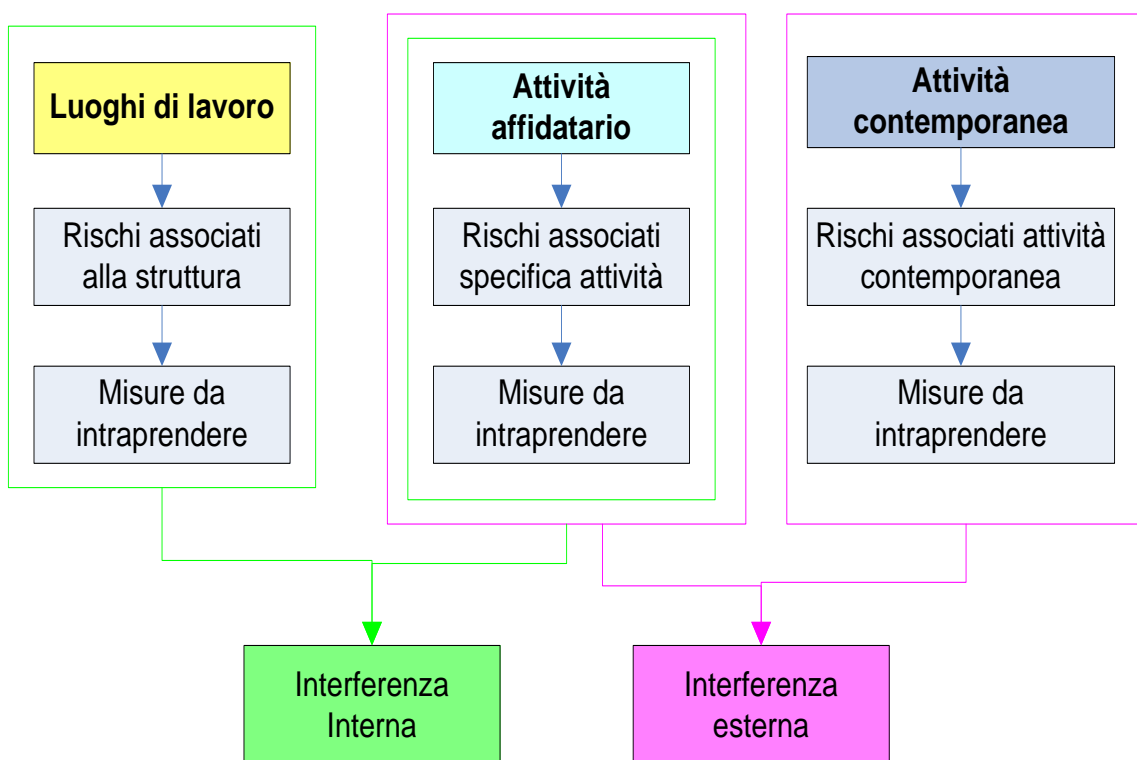 Luoghi di lavoro
Rischi associati
alla struttura
Misure da
intraprendere
Attività
affidatario
Rischi associati
specifica attività
Misure da
intraprendere
Attività
contemporanea
Rischi associati attività
contemporanea
Misure da
intraprendere
Interferenza
Interna
Interferenza
esterna